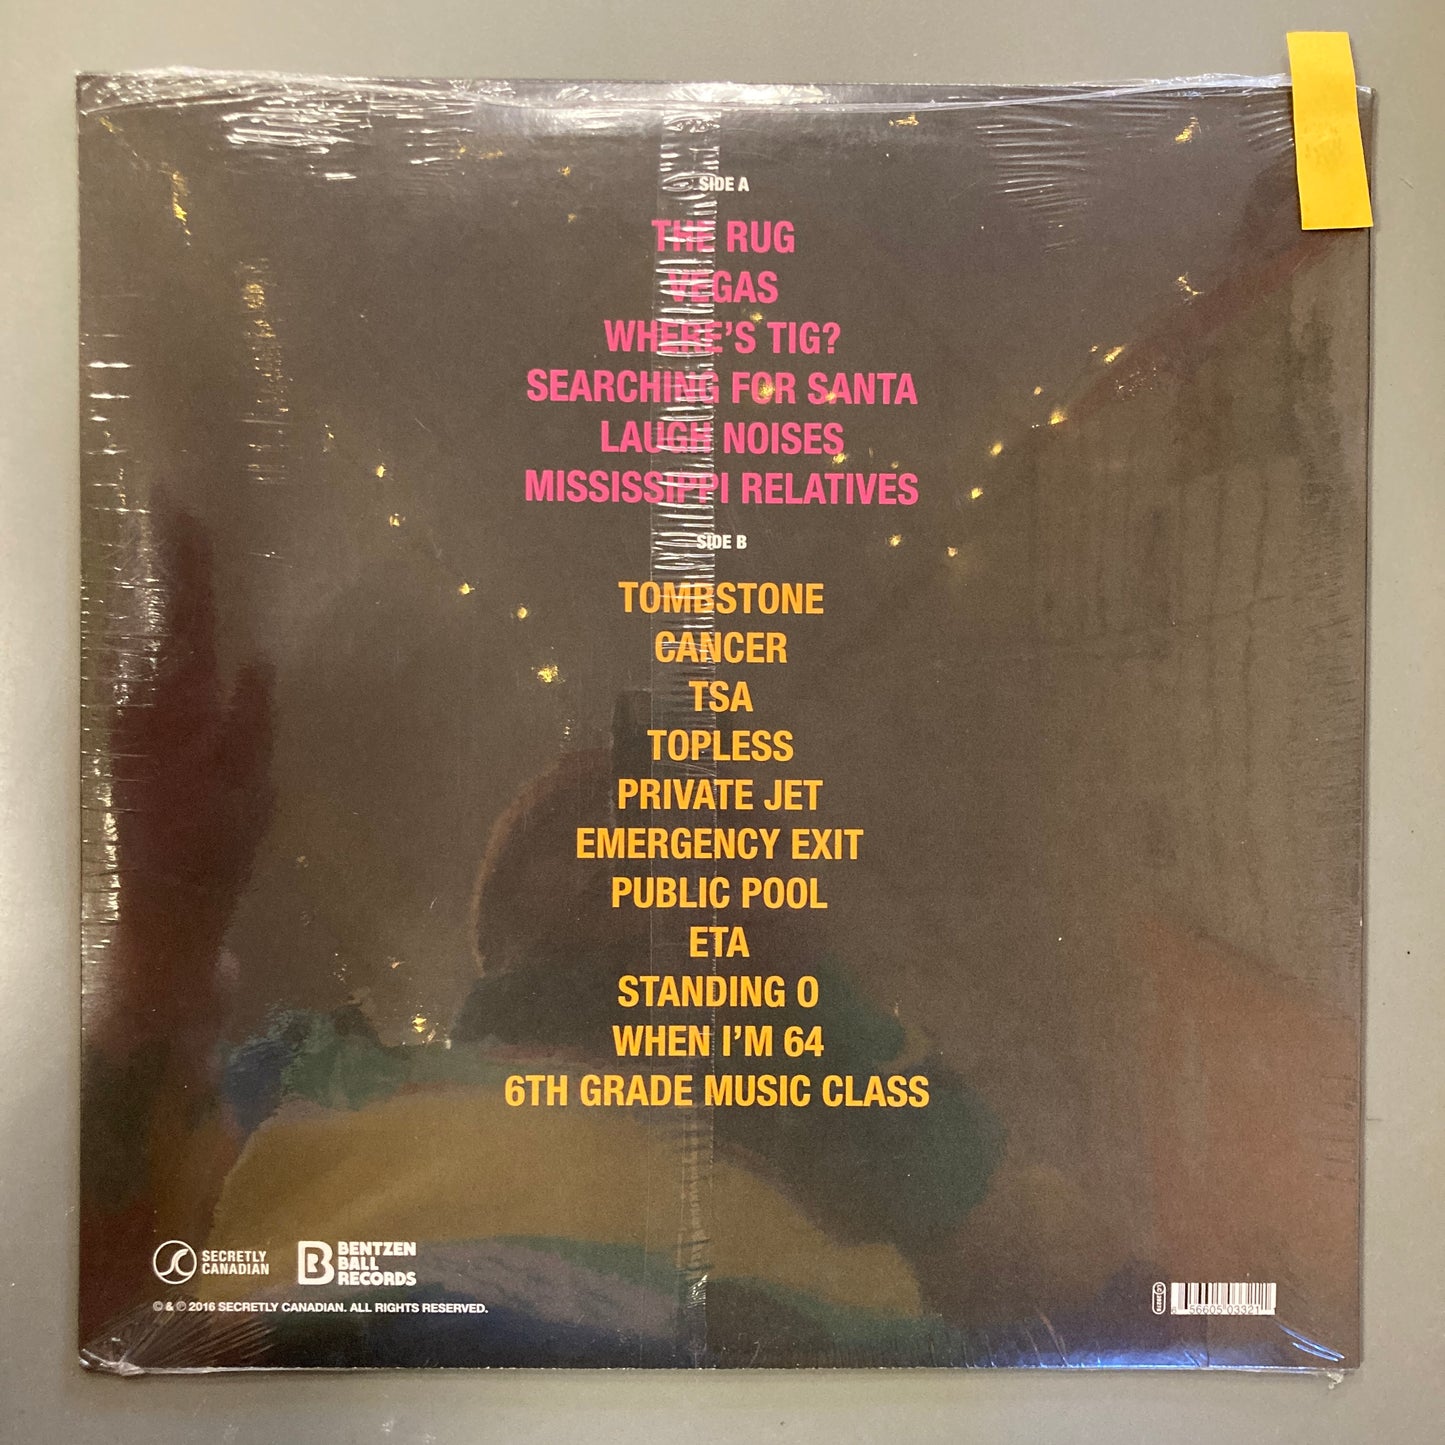 SIDE A
THE RUG
VEGAS
WHERE'S TIG?
SEARCHING FOR SANTA
LAUGH NOISES
MISSISSIPPI RELATIVES
SIDE B
TOMBSTONE
CANCER
TSA
TOPLESS
PRIVATE JET
EMERGENCY EXIT
PUBLIC POOL
ETA
STANDING O
WHEN I'M 64
6TH GRADE MUSIC CLASS
SECRETLY
CANADIAN
BENTZEN
BALL
RECORDS
© & ℗ 2016 SECRETLY CANADIAN. ALL RIGHTS RESERVED.
56605 03321